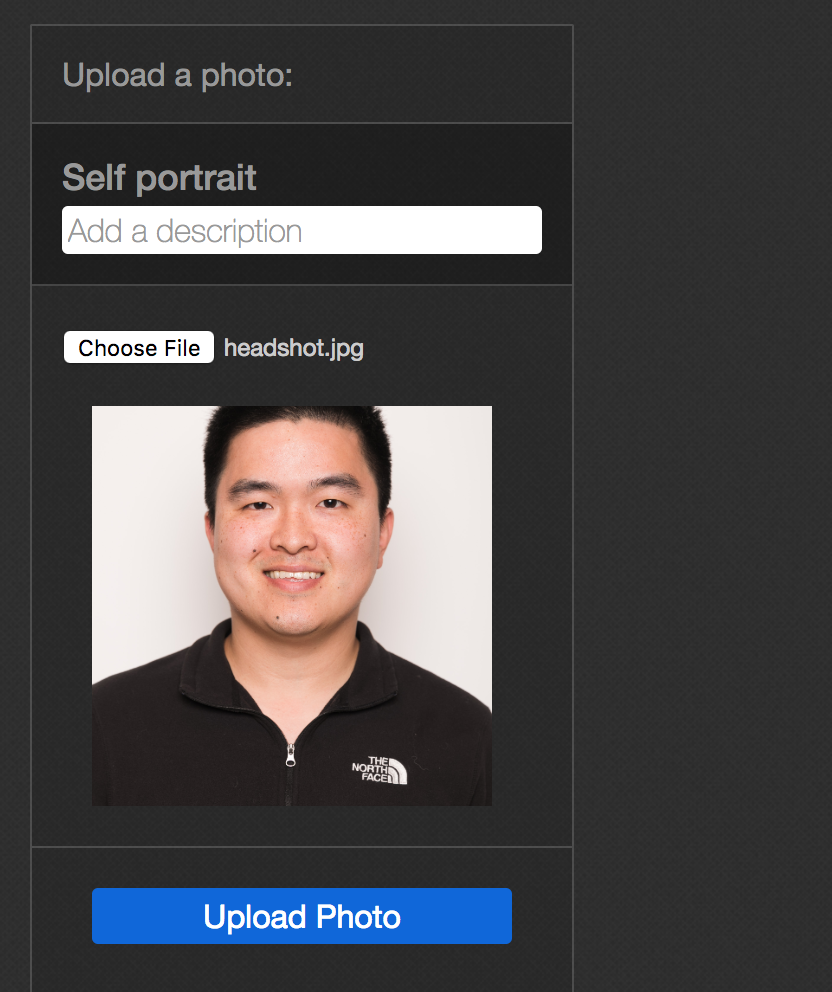 Upload a photo:
Self portrait
Add a description
Choose File headshot.jpg
THE
NORTH
FACE
Upload Photo